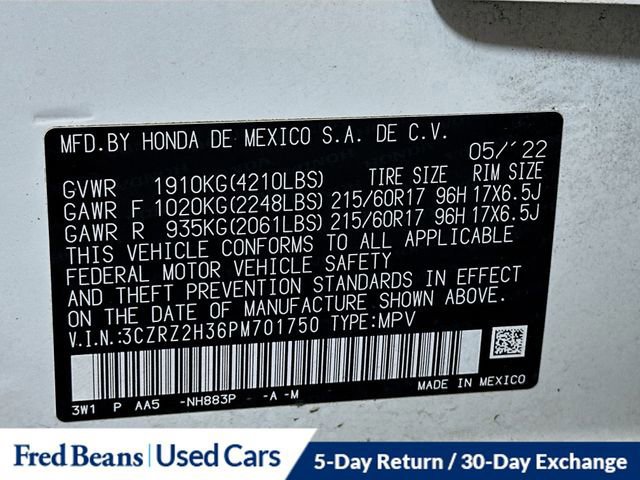 MFD.BY HONDA DE MEXICO S.A. DE C.V.
05/´22
GVWR 1910KG(4210LBS) TIRE SIZE RIM SIZE
GAWR F 1020KG(2248LBS) 215/60R17 96H 17X6.5J
GAWR R 935KG(2061LBS) 215/60R17 96H 17X6.5J
THIS VEHICLE CONFORMS TO ALL APPLICABLE
FEDERAL MOTOR VEHICLE SAFETY
AND THEFT PREVENTION STANDARDS IN EFFECT
ON THE DATE OF MANUFACTURE SHOWN ABOVE.
V.I.N.:3CZRZ2H36PM701750 TYPE:MPV
3W1 P AA5 -NH883P - -A -M
MADE IN MEXICO
Fred Beans Used Cars
5-Day Return / 30-Day Exchange